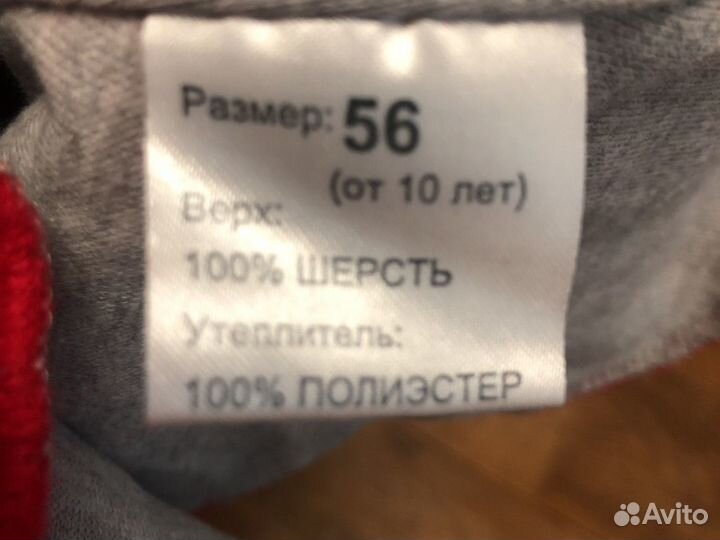 Размер: 56
(от 10 лет)
Верх:
100% ШЕРСТЬ
Утеплитель:
100% ПОЛИЭСТЕР
Avito